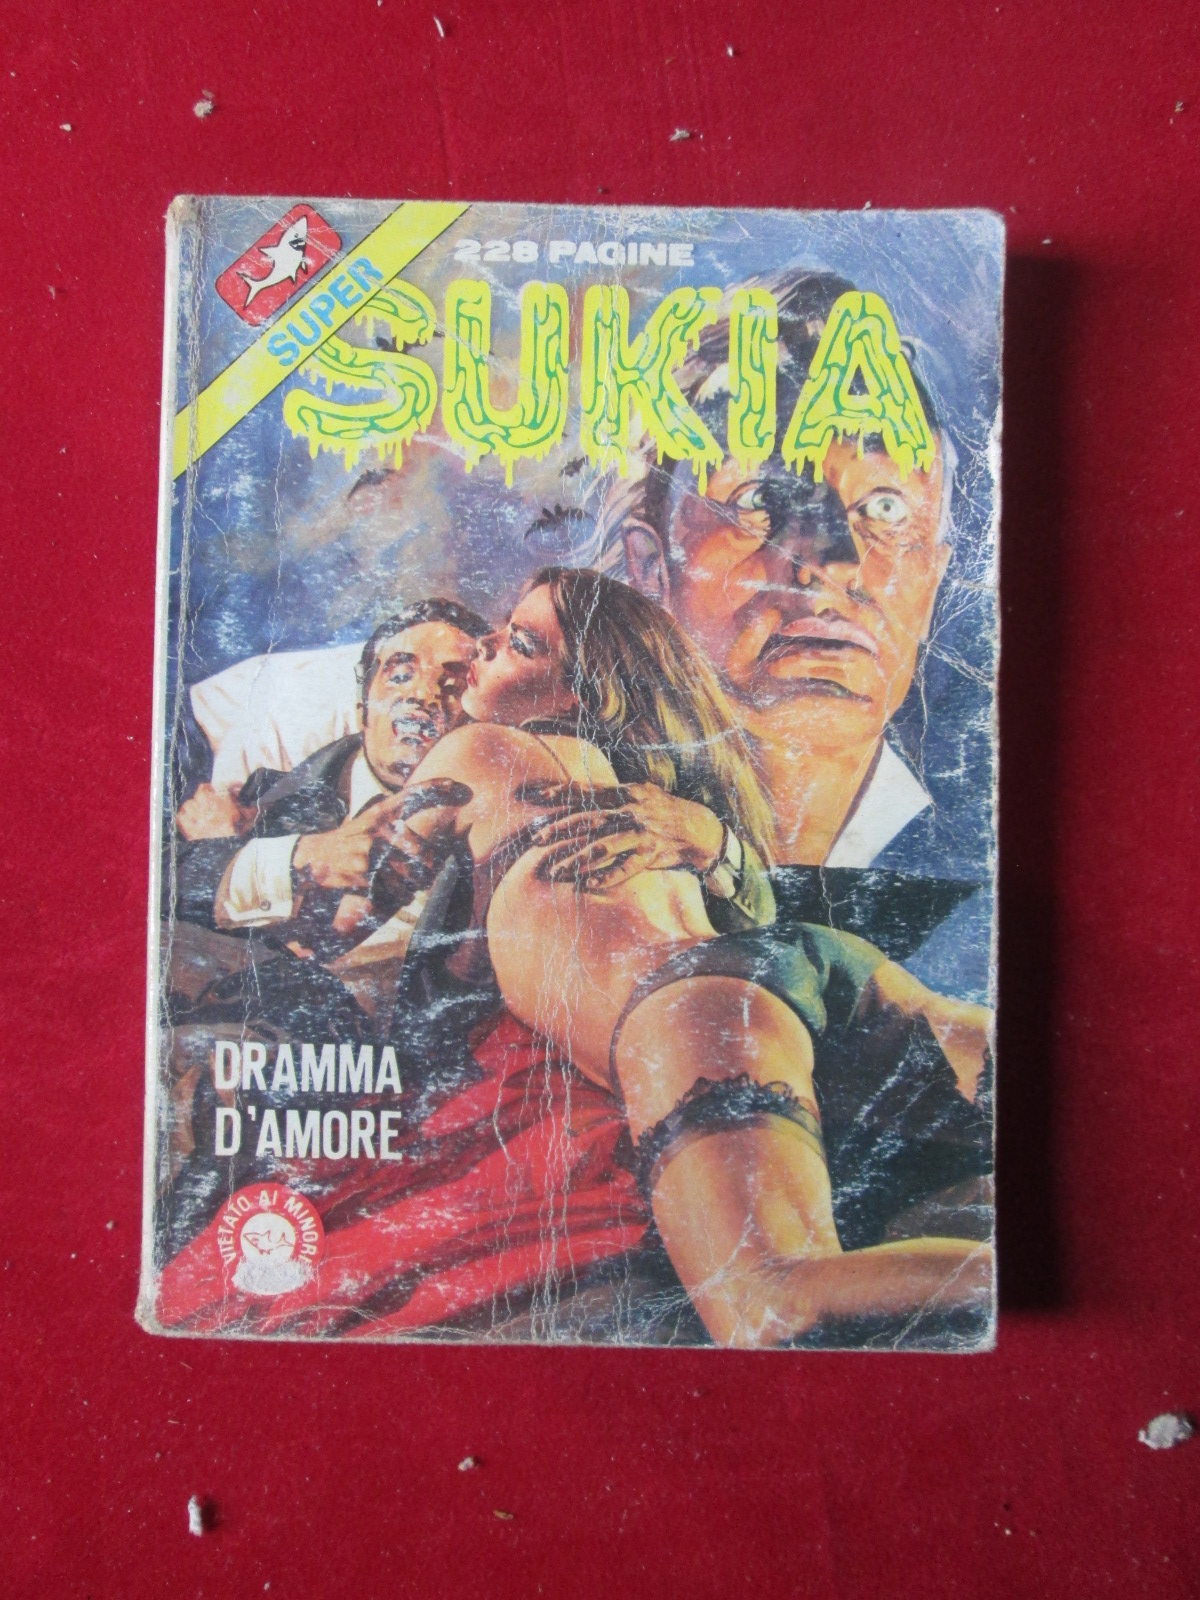 228 PAGINE
SUPER
SUKIA
DRAMMA
D'AMORE
VIETATO AI MINORI